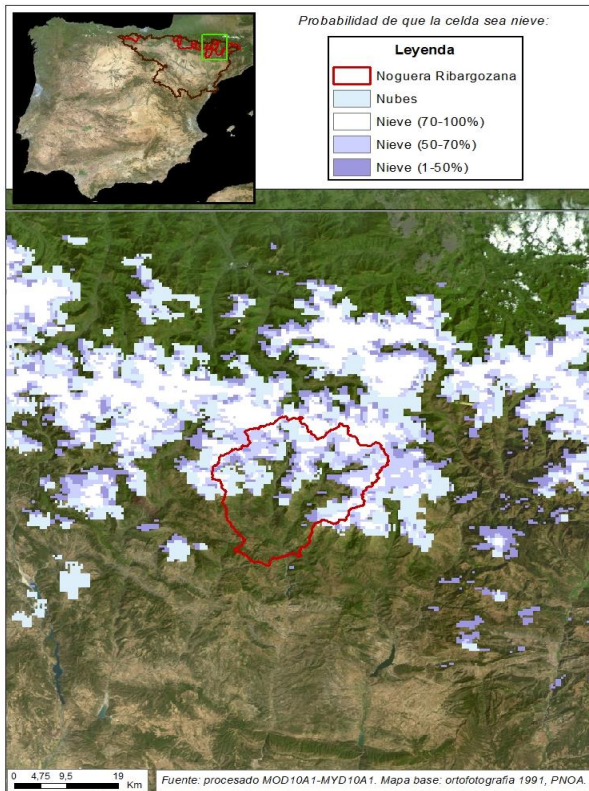 Probabilidad de que la celda sea nieve:
Leyenda
Noguera Ribargozana
Nubes
Nieve (70-100%)
Nieve (50-70%)
Nieve (1-50%)
0 4,75 9,5 19
Km
Fuente: procesado MOD10A1-MYD10A1. Mapa base: ortofotografia 1991, PNOA.